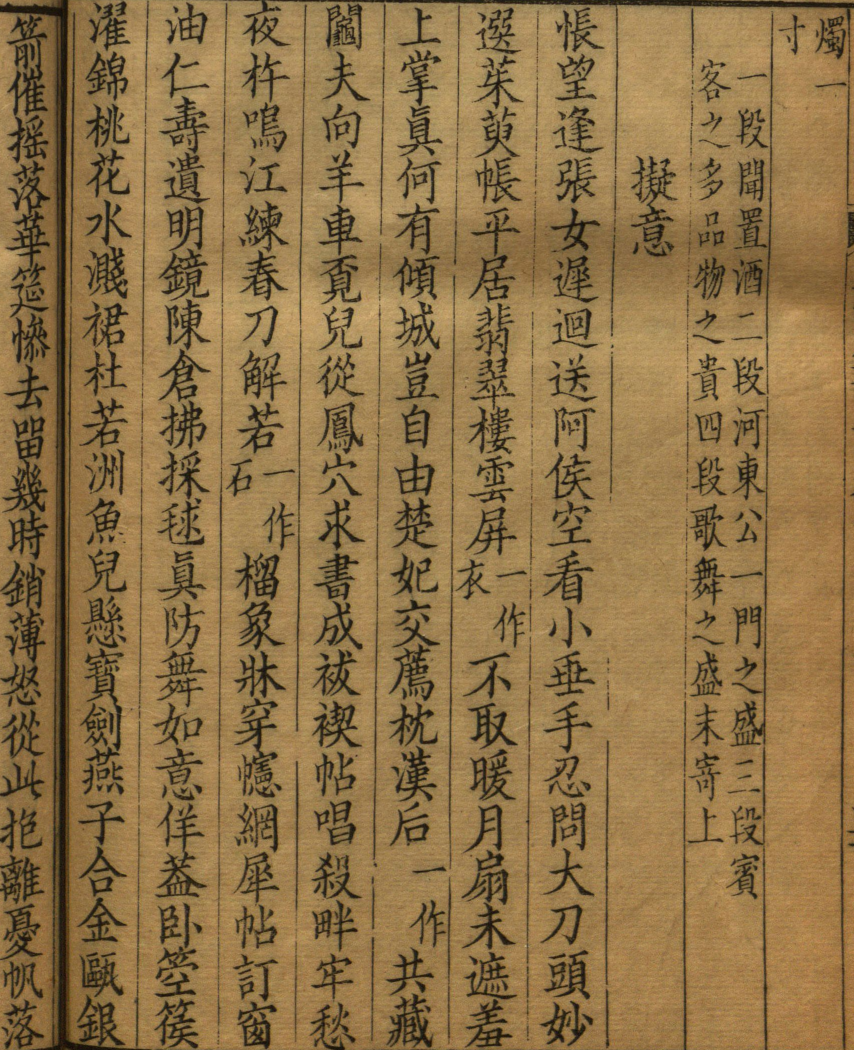 燭一
寸
一段聞置酒二段河東公一門之盛三段賓
客之多品物之貴四段歌舞之盛末寄上
擬意
悵望逢張女遲迴送阿侯空看小垂手忍問大刀頭妙
選茱萸帳平居翡翠樓雲屏一作衣不取暖月扇未遮羞
上掌真何有傾城豈自由楚妃交薦枕漢后一作共藏
鬮夫向羊車覔兒從鳳穴求書成祓禊帖唱殺畔牢愁
夜杵鳴江練春刀解若一作石榴象牀穿幰網犀帖訂窗
油仁壽遺明鏡陳倉拂採毬真防舞如意佯蓋臥箜篌
濯錦桃花水濺裙杜若洲魚兒懸寶劍燕子合金甌銀
箭催搖落華筵慘去畱幾時銷薄怒從此抱離憂帆落